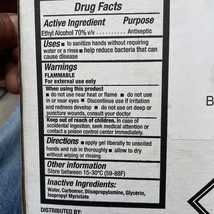 Drug Facts
Active Ingredient Purpose
Ethyl Alcohol 70% v/v Antiseptic
Uses ■ to sanitize hands without requiring
water or a rinse ■ help reduce bacteria that can
cause disease
Warnings
FLAMMABLE
For external use only
When using this product
■ do not use near heat or flame ■ do not use
in or near eyes ■ Discontinue use if irritation
and redness develop ■ do not use on deep or
puncture wounds, consult your doctor.
Keep out of reach of children. In case of
accidental ingestion, seek medical attention or
contact a poison control center immediately.
Directions ■ apply gel liberally to unsoiled
hands and rub in thoroughly ■ allow to dry
without wiping or rinsing
Other information
Store between 15-30°C (59-86F)
Inactive Ingredients:
Water, Carbomer, Diisopropylamine, Glycerin,
Isopropyl Myristate
DISTRIBUTED BY:
B